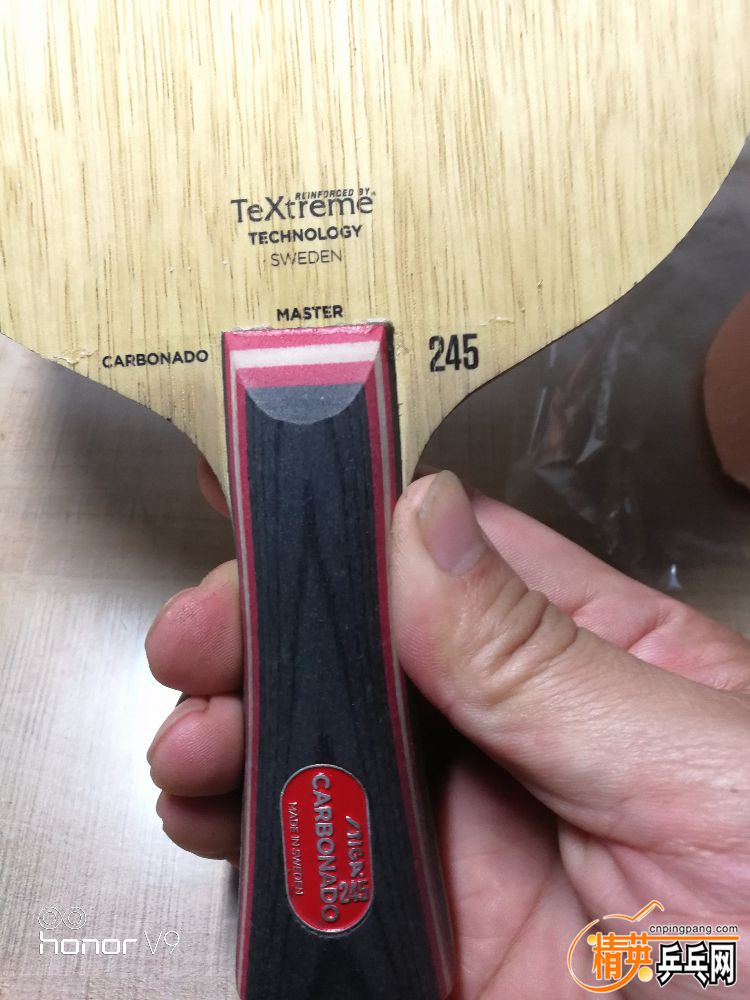 REINFORCED BY
TeXtreme™
TECHNOLOGY
SWEDEN
MASTER
CARBONADO
245
STIGA
245
CARBONADO
MADE IN SWEDEN
honor V9
cnpingpang.com
精英乒乓网